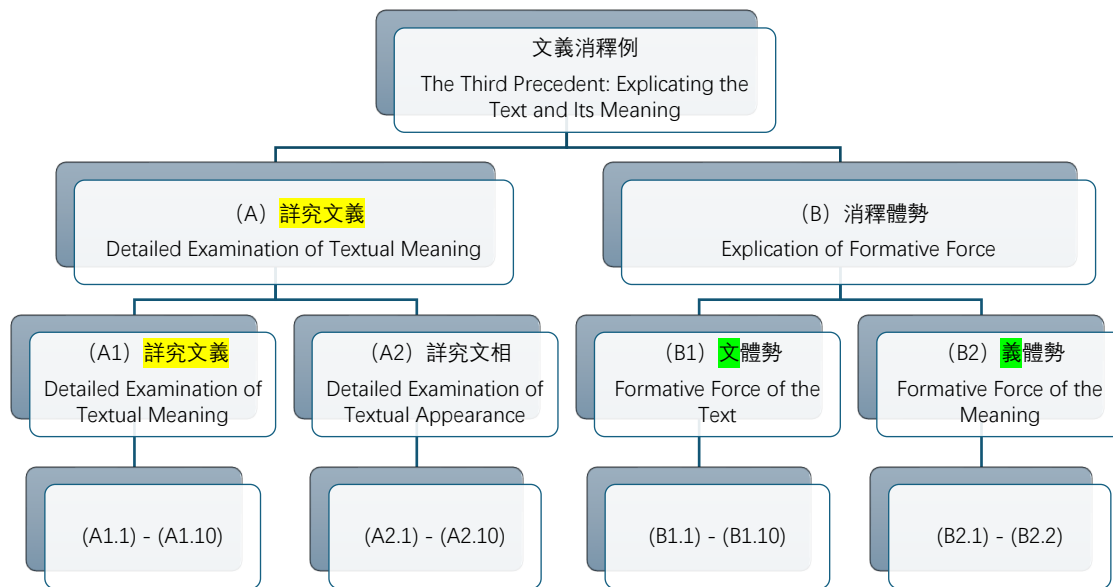 文義消釋例
The Third Precedent: Explicating the
Text and Its Meaning
（A）詳究文義
Detailed Examination of Textual Meaning
（B）消釋體勢
Explication of Formative Force
（A1）詳究文義
Detailed Examination of
Textual Meaning
（A2）詳究文相
Detailed Examination of
Textual Appearance
（B1）文體勢
Formative Force of the
Text
（B2）義體勢
Formative Force of the
Meaning
(A1.1) - (A1.10)
(A2.1) - (A2.10)
(B1.1) - (B1.10)
(B2.1) - (B2.2)